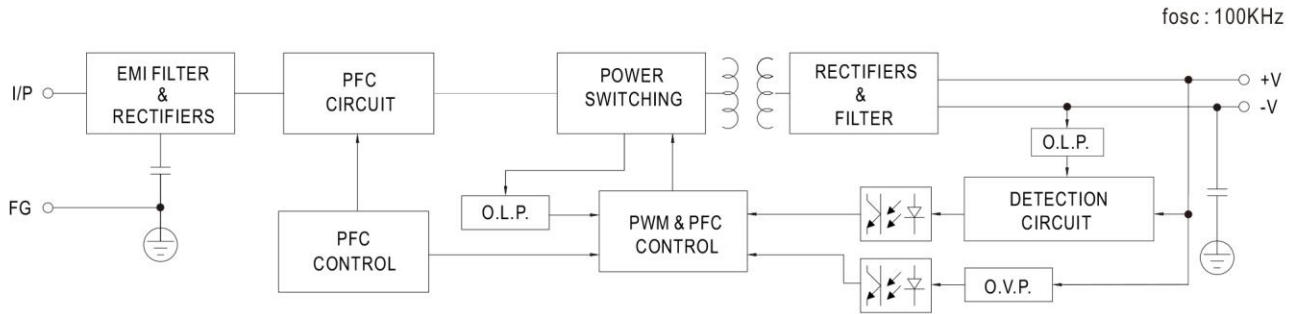 fosc : 100KHz
I/P
EMI FILTER
&
RECTIFIERS
PFC
CIRCUIT
POWER
SWITCHING
RECTIFIERS
&
FILTER
+V
-V
O.L.P.
FG
O.L.P.
PFC
CONTROL
PWM & PFC
CONTROL
DETECTION
CIRCUIT
O.V.P.